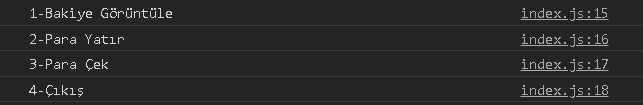 1-Bakiye Görüntüle index.js:15
2-Para Yatır index.js:16
3-Para Çek index.js:17
4-Çıkış index.js:18